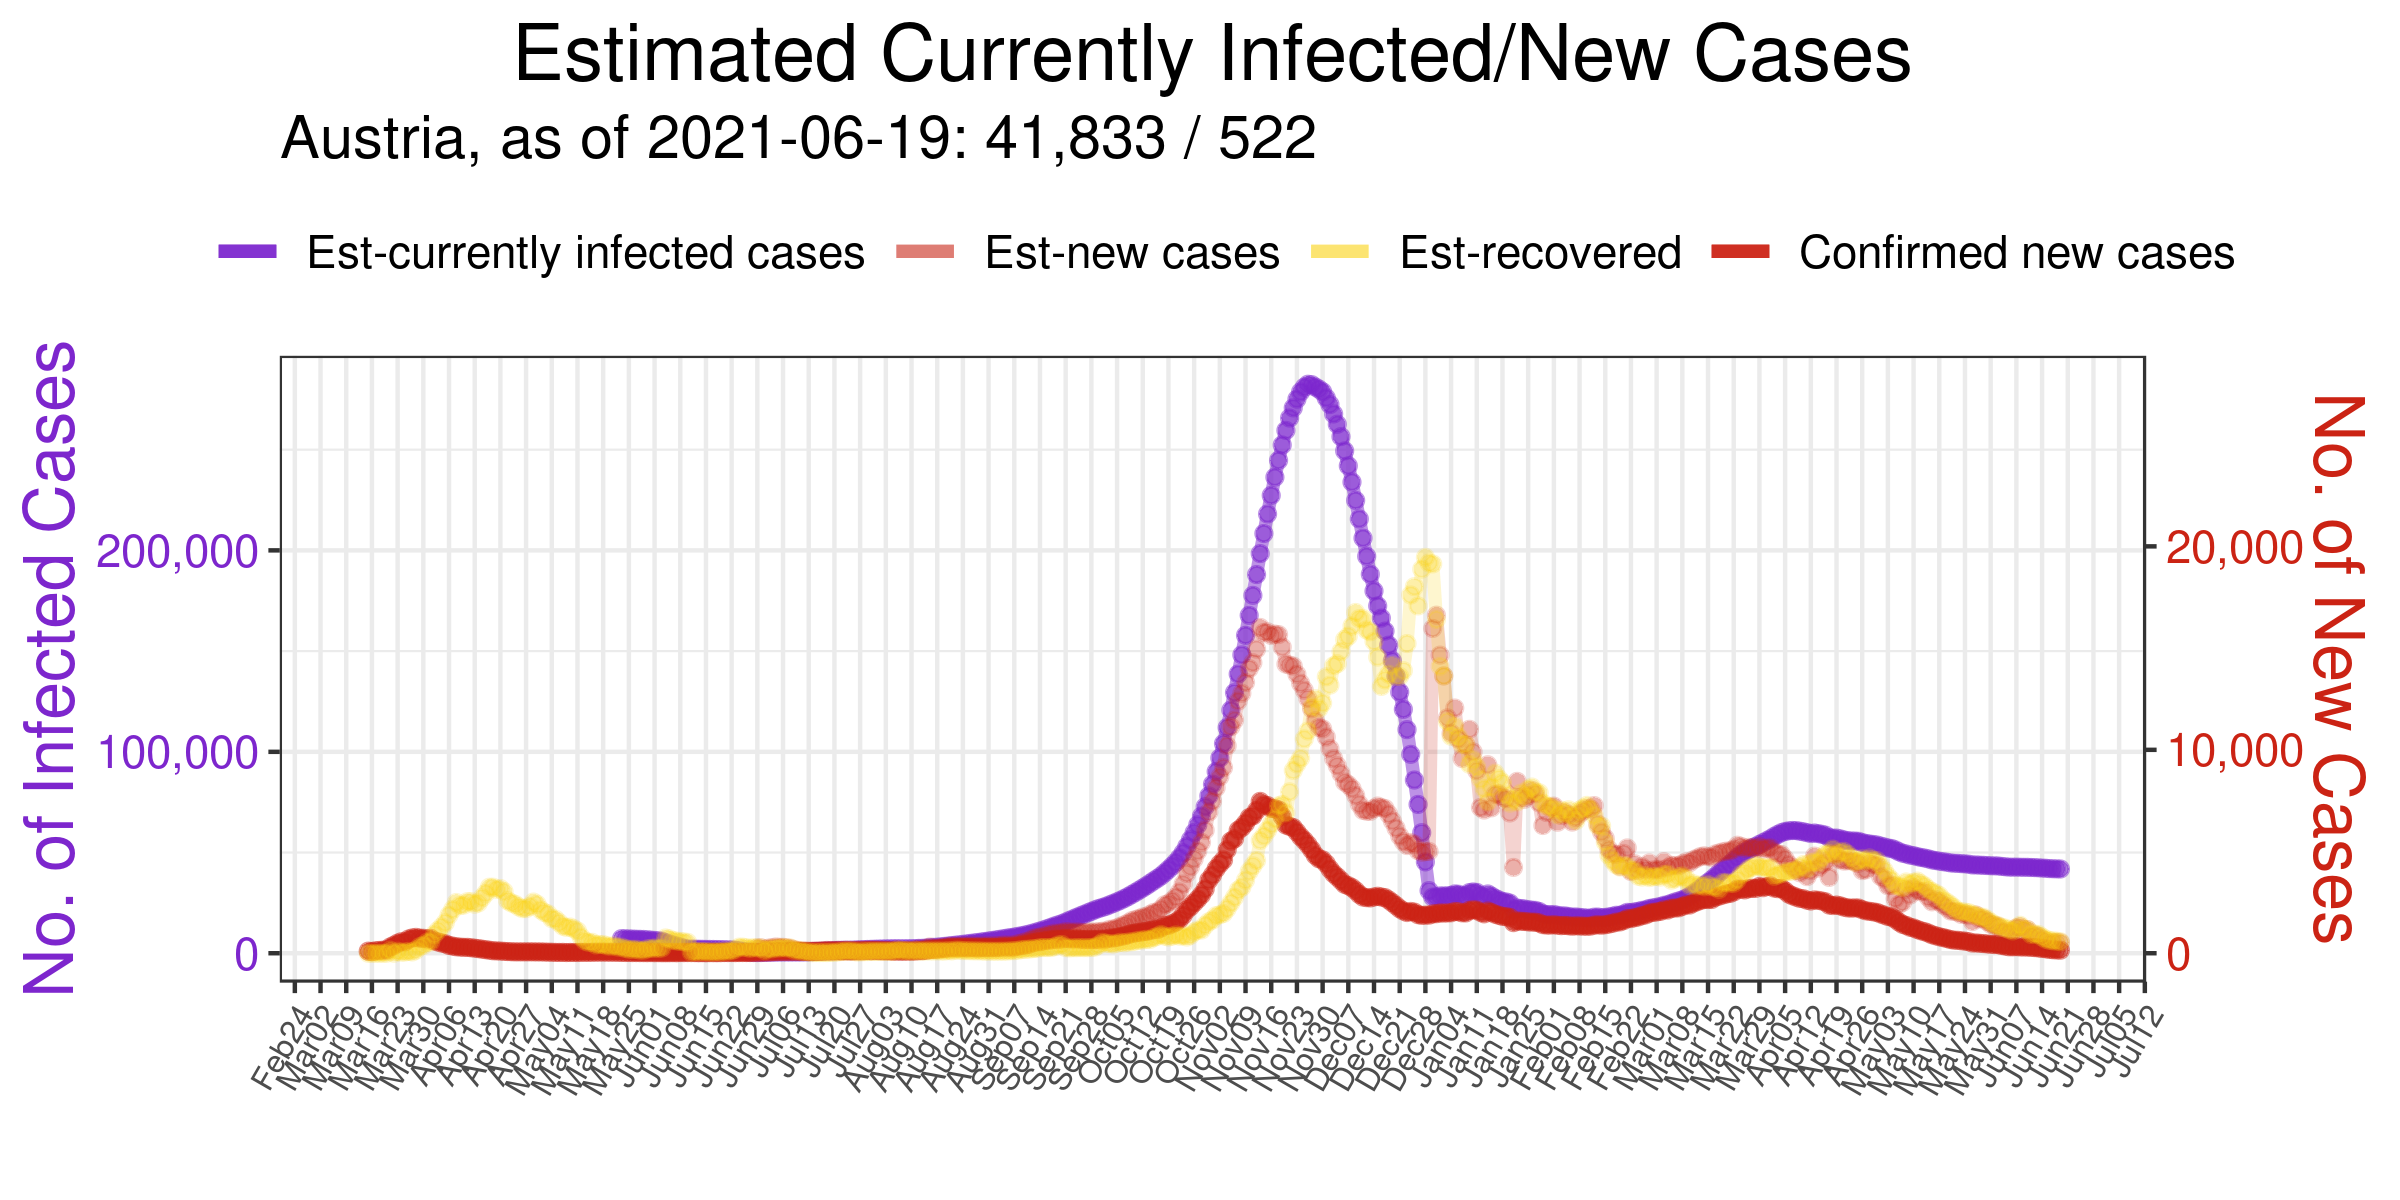 Estimated Currently Infected/New Cases
Austria, as of 2021-06-19: 41,833 / 522
Est-currently infected cases Est-new cases Est-recovered Confirmed new cases
No. of Infected Cases
200,000
100,000
0
20,000
10,000
0
No. of New Cases
Feb24
Mar02
Mar09
Mar16
Mar23
Mar30
Apr06
Apr13
Apr20
Apr27
May04
May11
May18
May25
Jun01
Jun08
Jun15
Jun22
Jun29
Jul06
Jul13
Jul20
Jul27
Aug03
Aug10
Aug17
Aug24
Aug31
Sep07
Sep14
Sep21
Sep28
Oct05
Oct12
Oct19
Oct26
Nov02
Nov09
Nov16
Nov23
Nov30
Dec07
Dec14
Dec21
Dec28
Jan04
Jan11
Jan18
Jan25
Feb01
Feb08
Feb15
Feb22
Mar01
Mar08
Mar15
Mar22
Mar29
Apr05
Apr12
Apr19
Apr26
May03
May10
May17
May24
May31
Jun07
Jun14
Jun21
Jun28
Jul05
Jul12